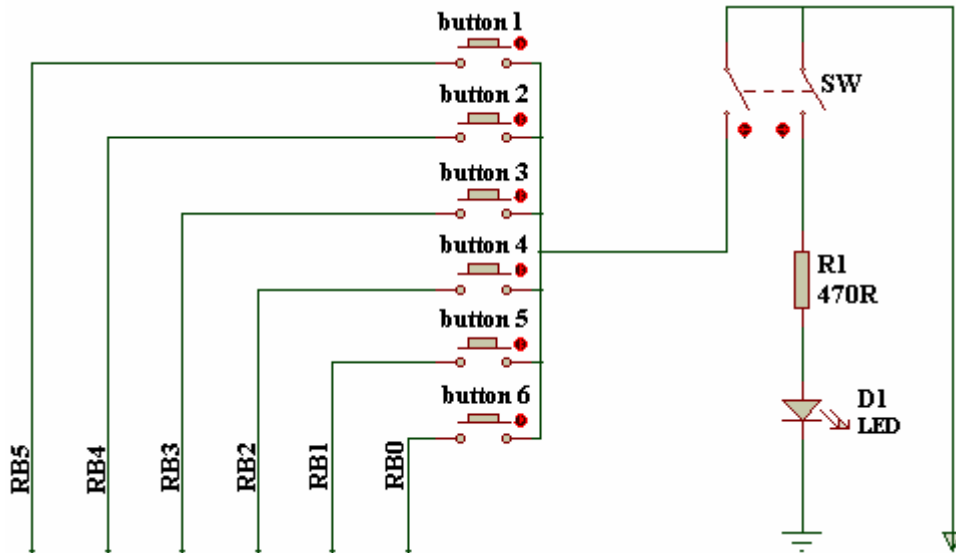 button 1
button 2
button 3
button 4
button 5
button 6
SW
R1
470R
D1
LED
RB5
RB4
RB3
RB2
RB1
RB0